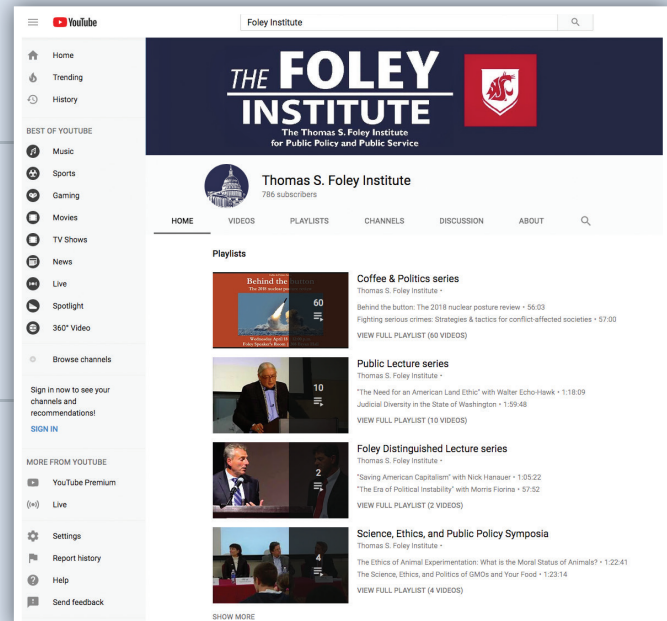 YouTube
Foley Institute
Home
Trending
History
BEST OF YOUTUBE
Music
Sports
Gaming
Movies
TV Shows
News
Live
Spotlight
360° Video
Browse channels
Sign in now to see your
channels and
recommendations!
SIGN IN
MORE FROM YOUTUBE
YouTube Premium
Live
Settings
Report history
Help
Send feedback
THE FOLEY
INSTITUTE
The Thomas S. Foley Institute
for Public Policy and Public Service
Thomas S. Foley Institute
786 subscribers
HOME VIDEOS PLAYLISTS CHANNELS DISCUSSION ABOUT
Playlists
Behind the button
The 2018 nuclear
60
Wednesday April
Foley Speaker's Room
Coffee & Politics series
Thomas S. Foley Institute •
Behind the button: The 2018 nuclear posture review • 56:03
Fighting serious crimes: Strategies & tactics for conflict-affected societies • 57:00
VIEW FULL PLAYLIST (60 VIDEOS)
10
Public Lecture series
Thomas S. Foley Institute •
"The Need for an American Land Ethic" with Walter Echo-Hawk • 1:18:09
Judicial Diversity in the State of Washington • 1:59:48
VIEW FULL PLAYLIST (10 VIDEOS)
2
Foley Distinguished Lecture series
Thomas S. Foley Institute •
"Saving American Capitalism" with Nick Hanauer • 1:05:22
"The Era of Political Instability" with Morris Fiorina • 57:52
VIEW FULL PLAYLIST (2 VIDEOS)
4
Science, Ethics, and Public Policy Symposia
Thomas S. Foley Institute •
The Ethics of Animal Experimentation: What is the Moral Status of Animals? • 1:22:41
The Science, Ethics, and Politics of GMOs and Your Food • 1:23:14
VIEW FULL PLAYLIST (4 VIDEOS)
SHOW MORE